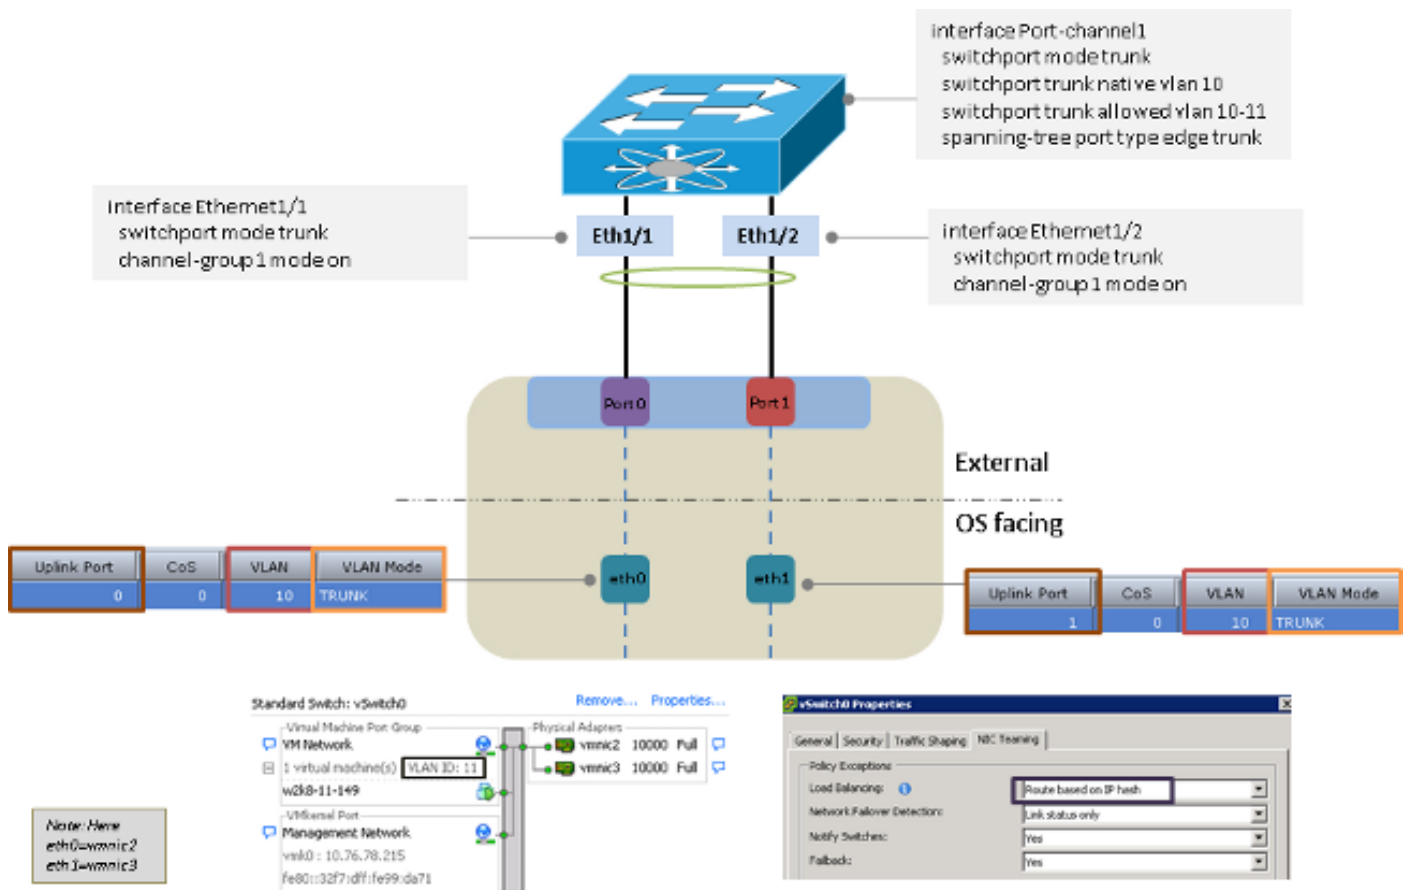 interface Port-channel1
switchport mode trunk
switchport trunk native vlan 10
switchport trunk allowed vlan 10-11
spanning-tree port type edge trunk
interface Ethernet1/1
switchport mode trunk
channel-group 1 mode on
Eth1/1
Eth1/2
interface Ethernet1/2
switchport mode trunk
channel-group 1 mode on
Port 0
Port 1
External
OS facing
Uplink Port CoS VLAN VLAN Mode
0 0 10 TRUNK
eth0
eth1
Uplink Port CoS VLAN VLAN Mode
1 0 10 TRUNK
Standard Switch: vSwitch0 Remove... Properties...
Virtual Machine Port Group
VM Network
1 virtual machine(s) VLAN ID: 11
w2k8-11-149
VMkernel Port
Management Network
vmk0 : 10.76.78.215
fe80::32f7:dff:fe99:da71
Physical Adapters
vmnic2 10000 Full
vmnic3 10000 Full
vSwitch0 Properties
General Security Traffic Shaping NIC Teaming
Policy Exceptions
Load Balancing: Route based on IP hash
Network Failover Detection: Link status only
Notify Switches: Yes
Failback: Yes
Note: Here
eth0=vmnic2
eth1=vmnic3